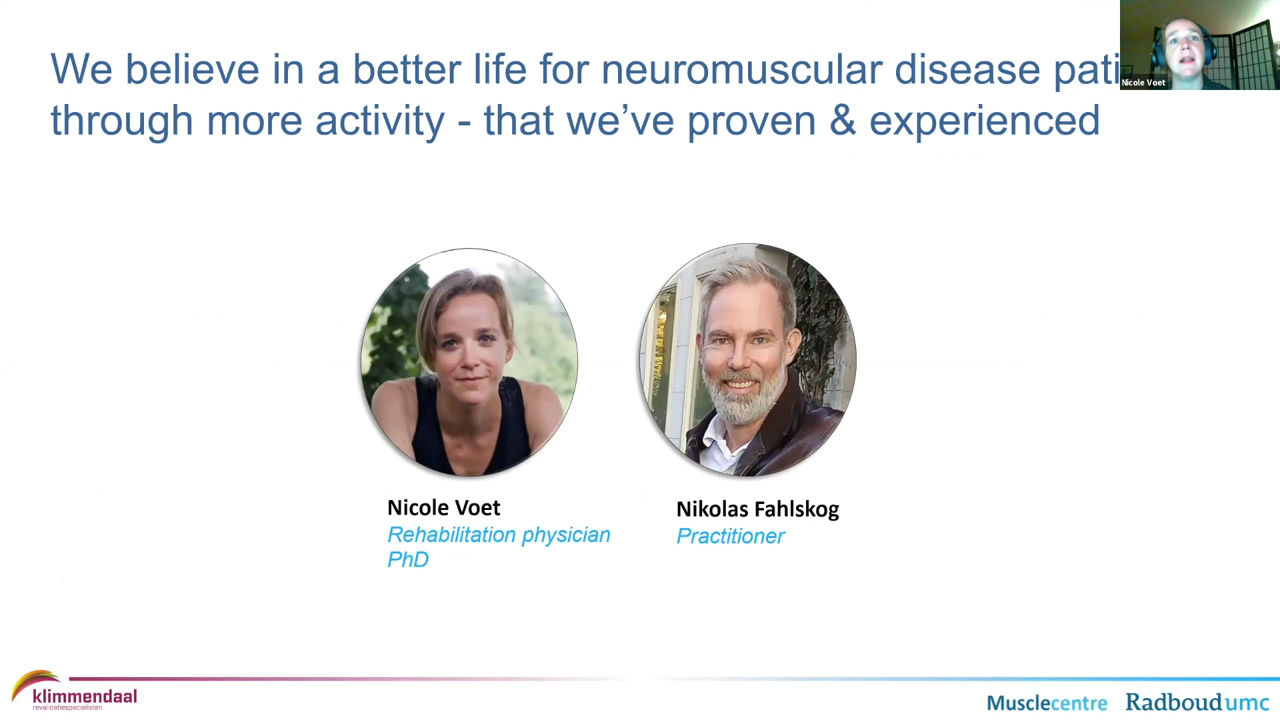 We believe in a better life for neuromuscular disease pati
through more activity - that we’ve proven & experienced
Nicole Voet
Nicole Voet
Rehabilitation physician
PhD
Nikolas Fahlskog
Practitioner
klimmendaal
revalidatiespecialisten
Musclecentre Radboudumc